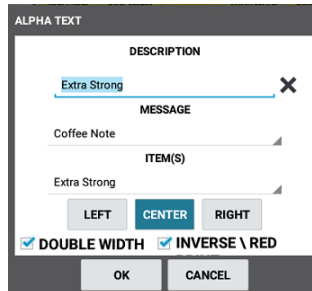 ALPHA TEXT
DESCRIPTION
Extra Strong
MESSAGE
Coffee Note
ITEM(S)
Extra Strong
LEFT CENTER RIGHT
DOUBLE WIDTH INVERSE \ RED
OK CANCEL